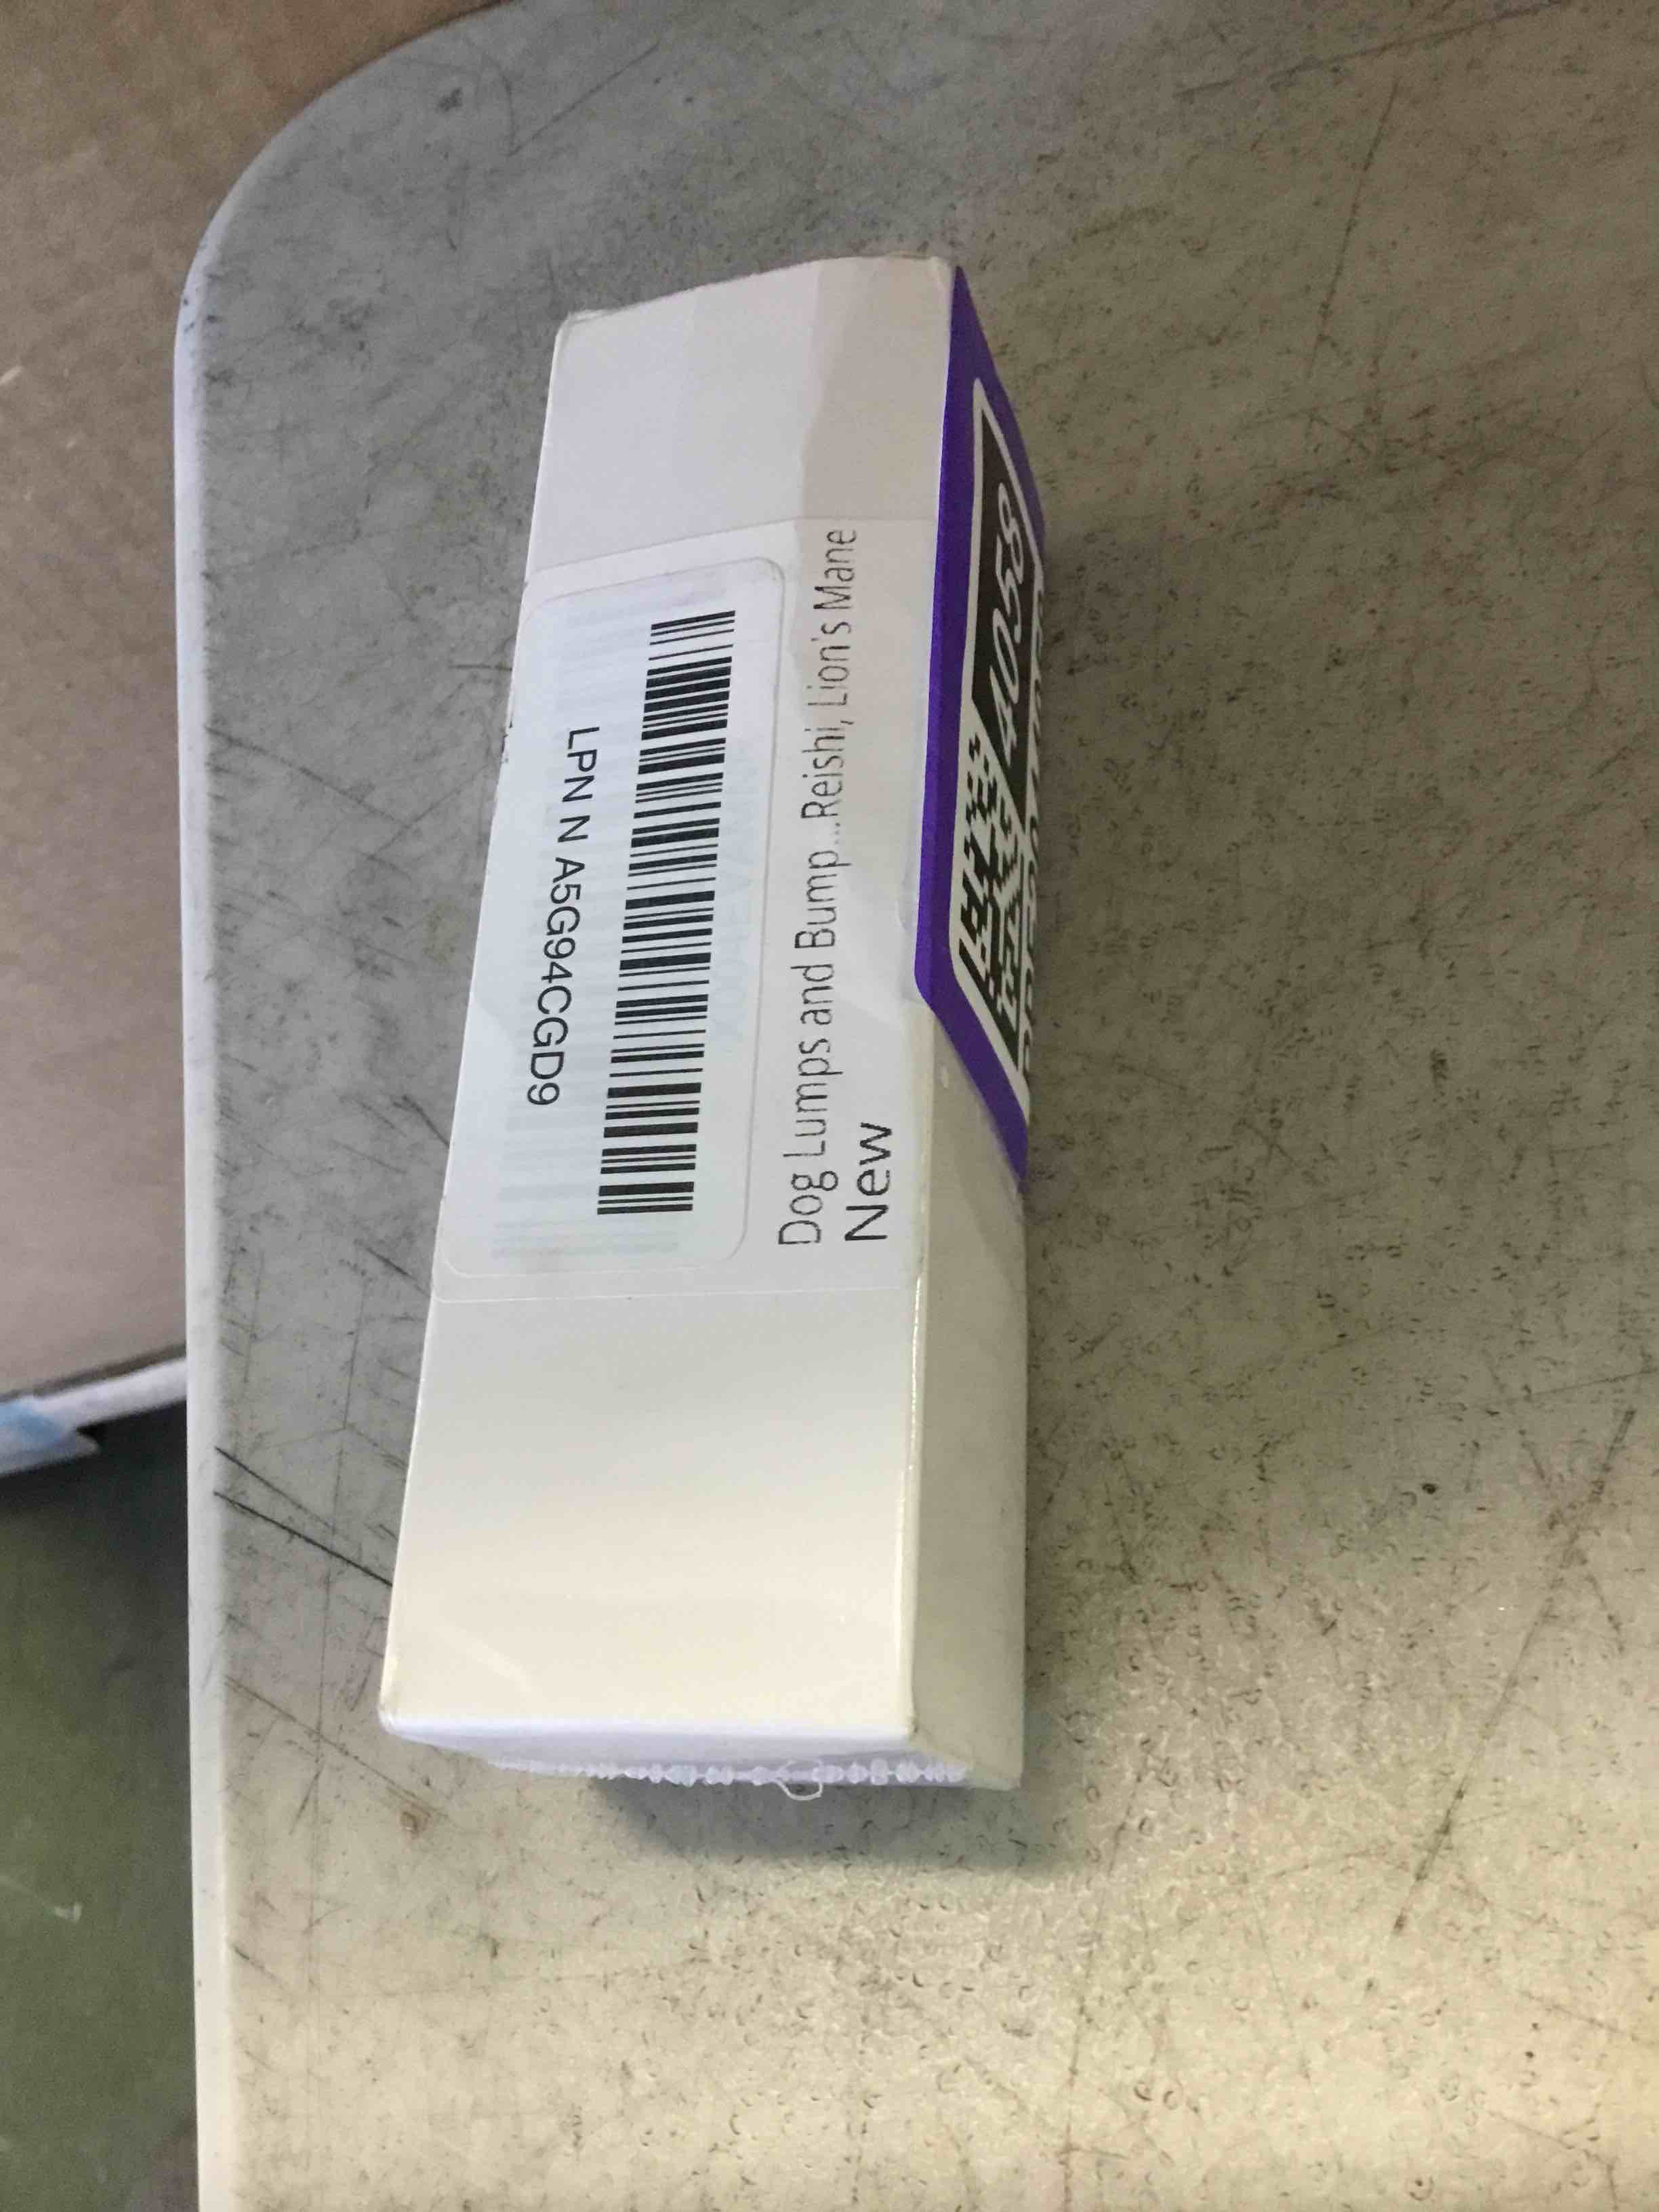 LPN N A5G94CGD9
Dog Lumps and Bump...Reishi, Lion's Mane
New
4058